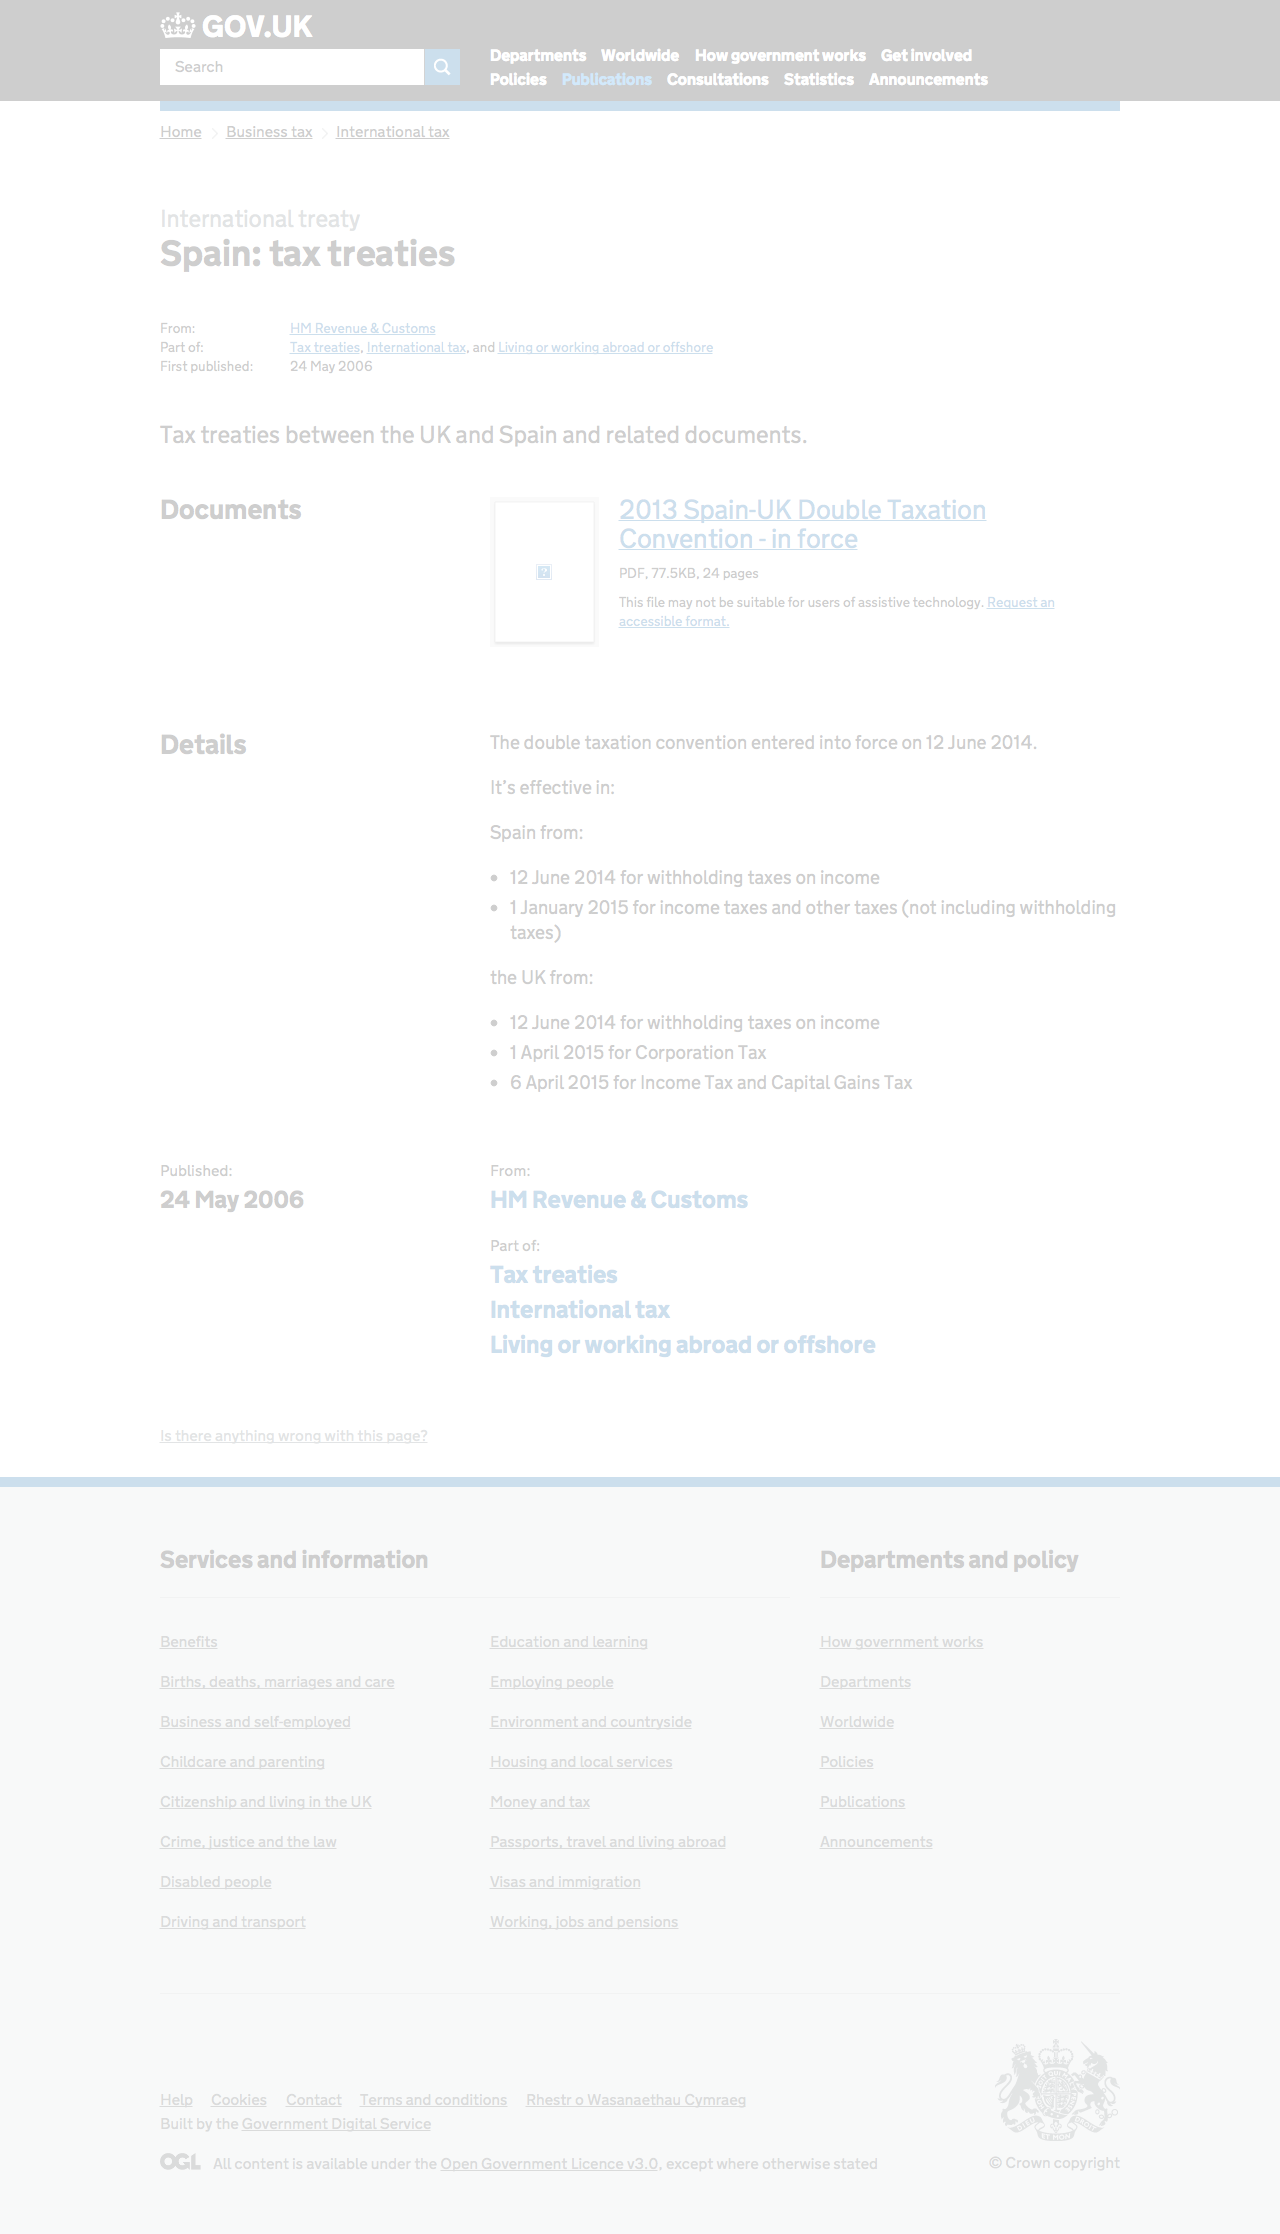 GOV.UK
Search
Departments Worldwide How government works Get involved
Policies Publications Consultations Statistics Announcements
Home Business tax International tax
International treaty
Spain: tax treaties
From: HM Revenue & Customs
Part of: Tax treaties, International tax, and Living or working abroad or offshore
First published: 24 May 2006
Tax treaties between the UK and Spain and related documents.
Documents
2013 Spain-UK Double Taxation
Convention - in force
PDF, 77.5KB, 24 pages
This file may not be suitable for users of assistive technology. Request an
accessible format.
Details
The double taxation convention entered into force on 12 June 2014.
It's effective in:
Spain from:
• 12 June 2014 for withholding taxes on income
• 1 January 2015 for income taxes and other taxes (not including withholding
taxes)
the UK from:
• 12 June 2014 for withholding taxes on income
• 1 April 2015 for Corporation Tax
• 6 April 2015 for Income Tax and Capital Gains Tax
Published:
24 May 2006
From:
HM Revenue & Customs
Part of:
Tax treaties
International tax
Living or working abroad or offshore
Is there anything wrong with this page?
Services and information
Benefits
Births, deaths, marriages and care
Business and self-employed
Childcare and parenting
Citizenship and living in the UK
Crime, justice and the law
Disabled people
Driving and transport
Education and learning
Employing people
Environment and countryside
Housing and local services
Money and tax
Passports, travel and living abroad
Visas and immigration
Working, jobs and pensions
Departments and policy
How government works
Departments
Worldwide
Policies
Publications
Announcements
Help Cookies Contact Terms and conditions Rhestr o Wasanaethau Cymraeg
Built by the Government Digital Service
OGL All content is available under the Open Government Licence v3.0, except where otherwise stated
© Crown copyright